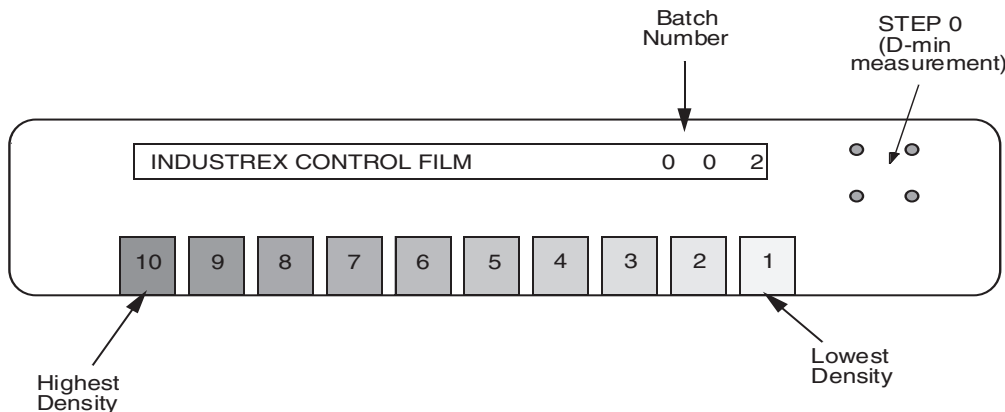 Batch
Number
STEP 0
(D-min
measurement)
INDUSTREX CONTROL FILM 0 0 2
10 9 8 7 6 5 4 3 2 1
Highest
Density
Lowest
Density